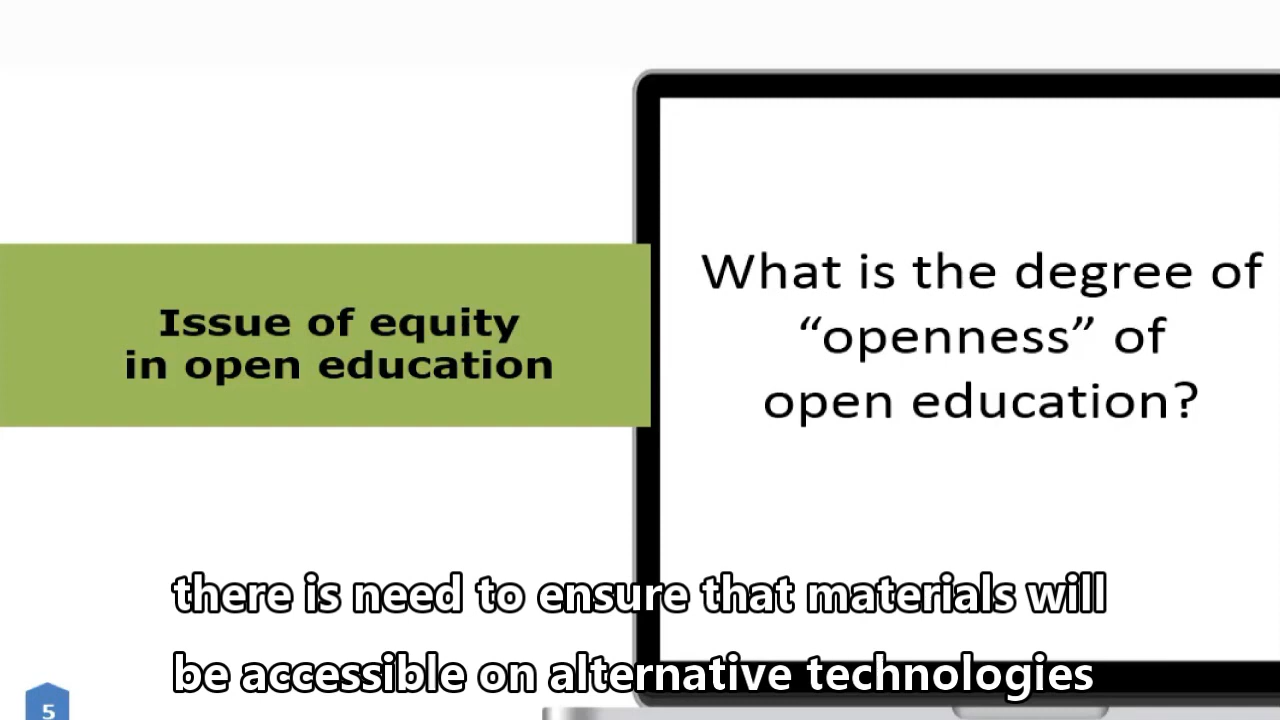 Issue of equity
in open education
What is the degree of
“openness” of
open education?
there is need to ensure that materials will
be accessible on alternative technologies
5